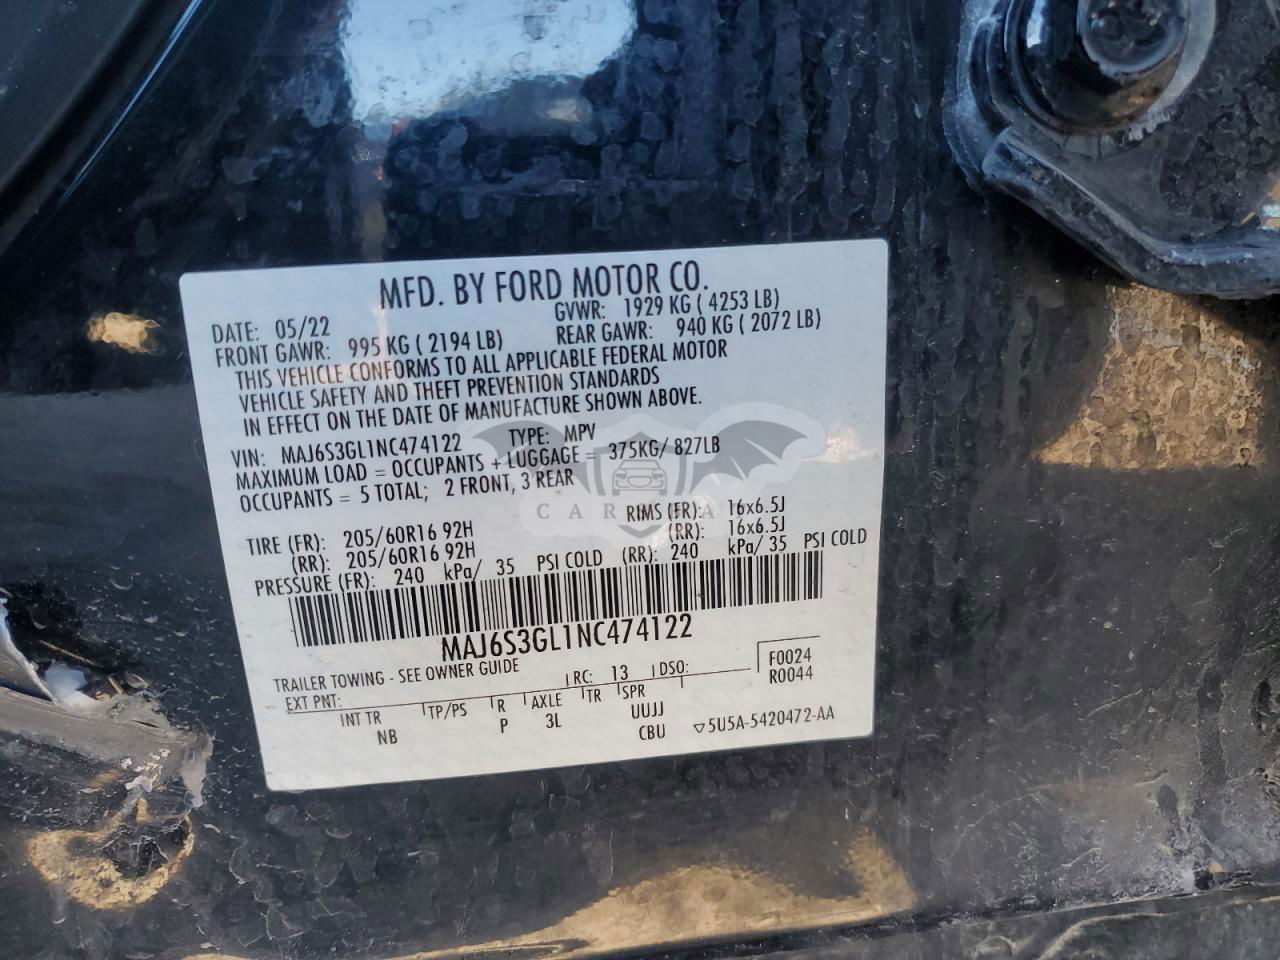 MFD. BY FORD MOTOR CO.
DATE: 05/22 GVWR: 1929 KG ( 4253 LB)
FRONT GAWR: 995 KG ( 2194 LB) REAR GAWR: 940 KG ( 2072 LB)
THIS VEHICLE CONFORMS TO ALL APPLICABLE FEDERAL MOTOR
VEHICLE SAFETY AND THEFT PREVENTION STANDARDS
IN EFFECT ON THE DATE OF MANUFACTURE SHOWN ABOVE.
VIN: MAJ6S3GL1NC474122 TYPE: MPV
MAXIMUM LOAD = OCCUPANTS + LUGGAGE = 375KG/ 827LB
OCCUPANTS = 5 TOTAL; 2 FRONT, 3 REAR
TIRE (FR): 205/60R16 92H RIMS (FR): 16x6.5J
(RR): 205/60R16 92H (RR): 16x6.5J
PRESSURE (FR): 240 kPa/ 35 PSI COLD (RR): 240 kPa/ 35 PSI COLD
MAJ6S3GL1NC474122
TRAILER TOWING - SEE OWNER GUIDE
EXT PNT: RC: 13 DSO: F0024
R0044
INT TR TP/PS R AXLE TR SPR
NB P 3L UUJJ
CBU ▽5U5A-5420472-AA